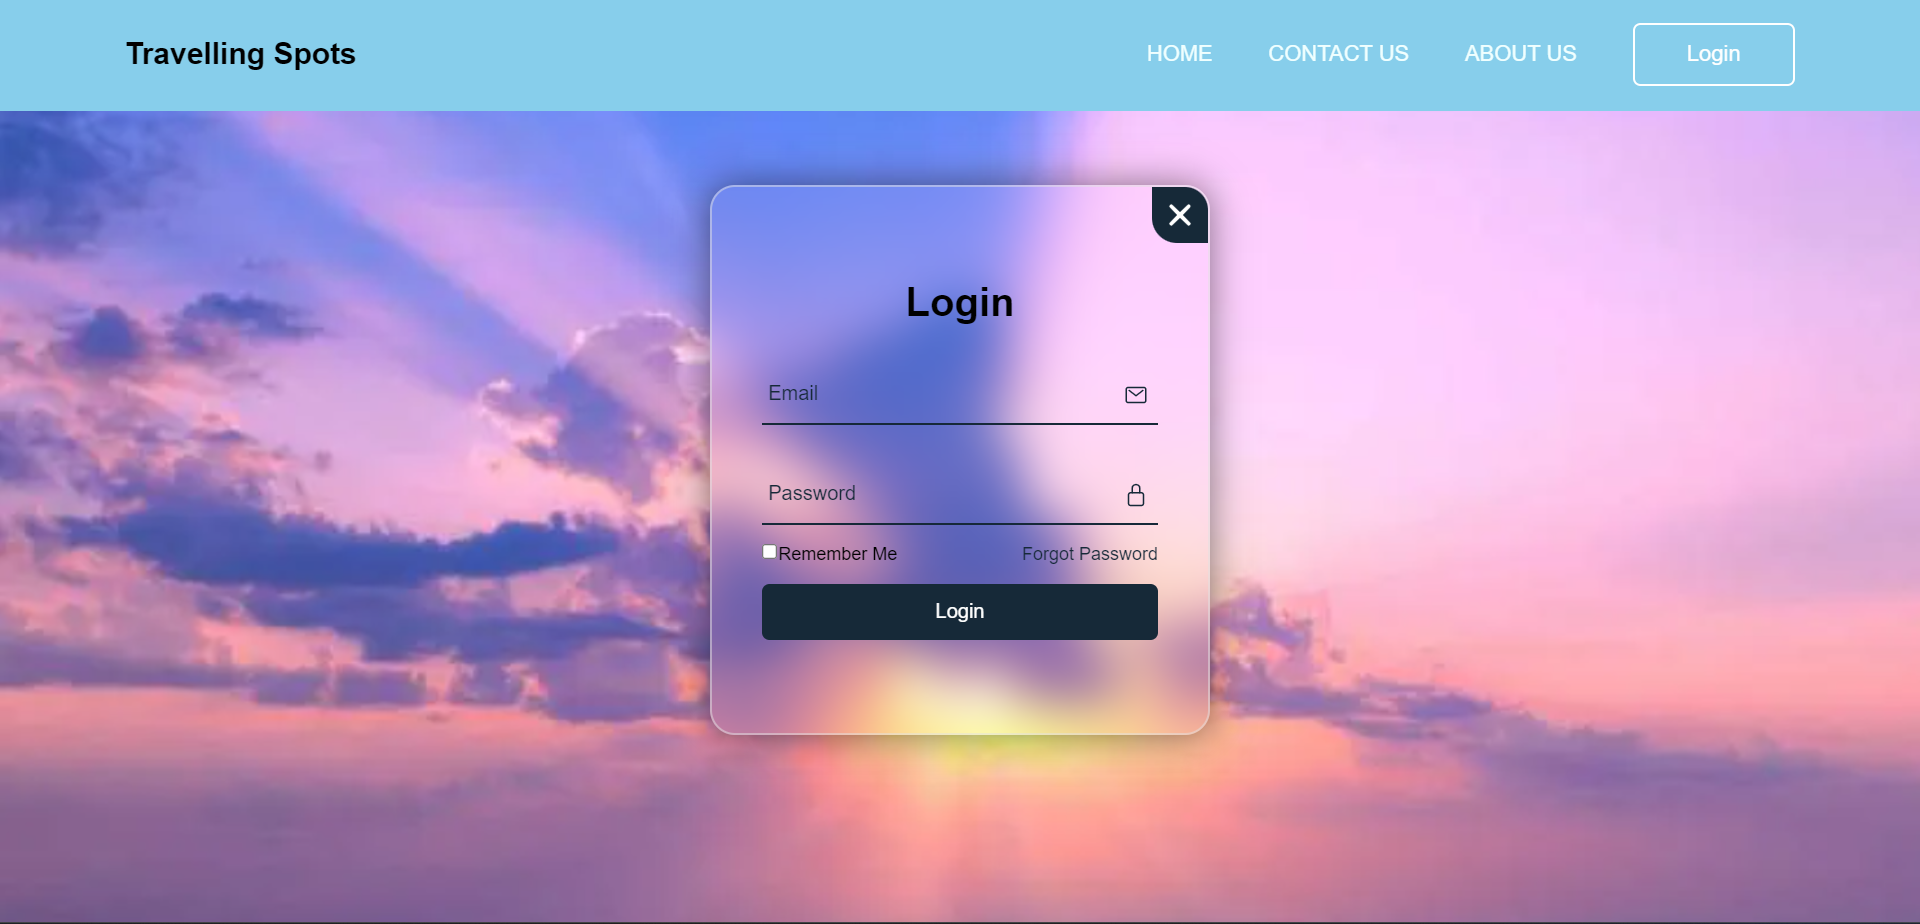 Travelling Spots
HOME CONTACT US ABOUT US Login
Login
Email
Password
Remember Me Forgot Password
Login